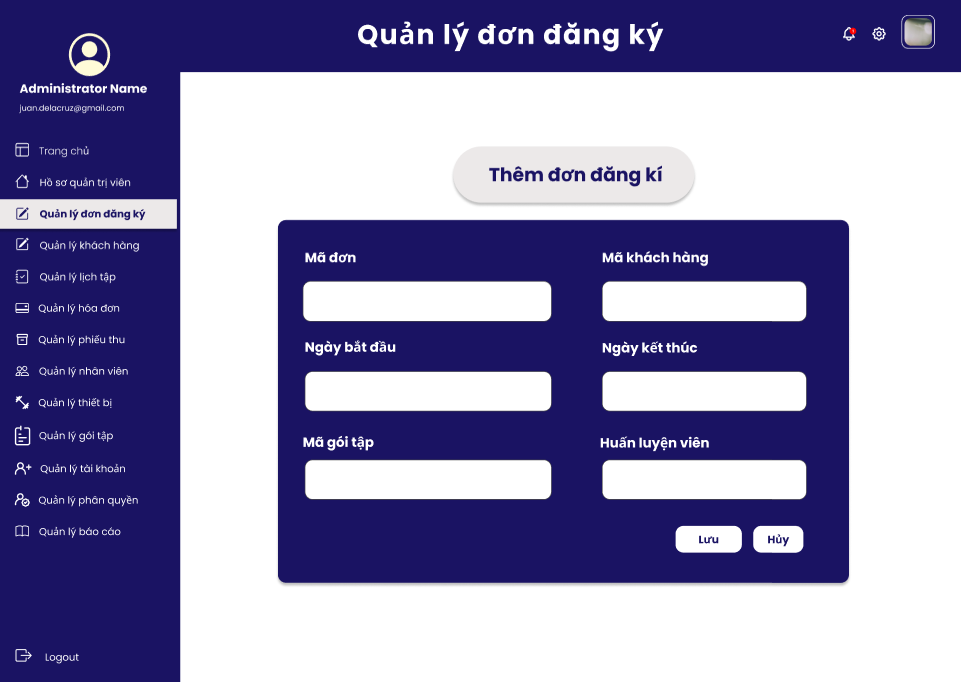 Quản lý đơn đăng ký
Administrator Name
juan.delacruz@gmail.com
Trang chủ
Hồ sơ quản trị viên
Quản lý đơn đăng ký
Quản lý khách hàng
Quản lý lịch tập
Quản lý hóa đơn
Quản lý phiếu thu
Quản lý nhân viên
Quản lý thiết bị
Quản lý gói tập
Quản lý tài khoản
Quản lý phân quyền
Quản lý báo cáo
Logout
Thêm đơn đăng kí
Mã đơn
Mã khách hàng
Ngày bắt đầu
Ngày kết thúc
Mã gói tập
Huấn luyện viên
Lưu
Hủy